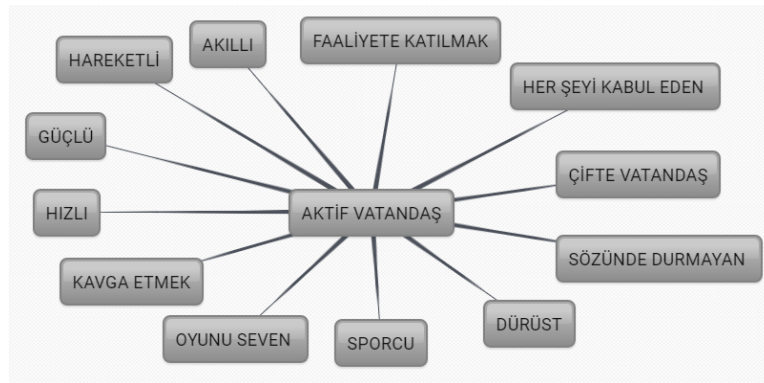 AKILLI
FAALİYETE KATILMAK
HAREKETLİ
HER ŞEYİ KABUL EDEN
GÜÇLÜ
ÇİFTE VATANDAŞ
HIZLI
AKTİF VATANDAŞ
SÖZÜNDE DURMAYAN
KAVGA ETMEK
DÜRÜST
OYUNU SEVEN
SPORCU